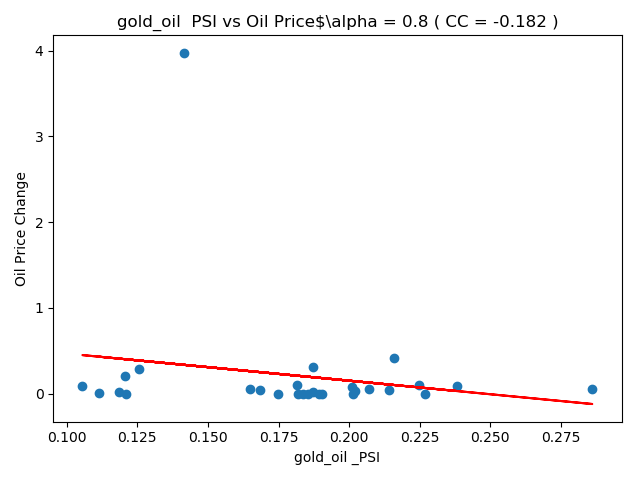 gold_oil  PSI vs Oil Price$\alpha = 0.8 ( CC = -0.182 )
4
3
2
1
0
Oil Price Change
0.100 0.125 0.150 0.175 0.200 0.225 0.250 0.275
gold_oil _PSI